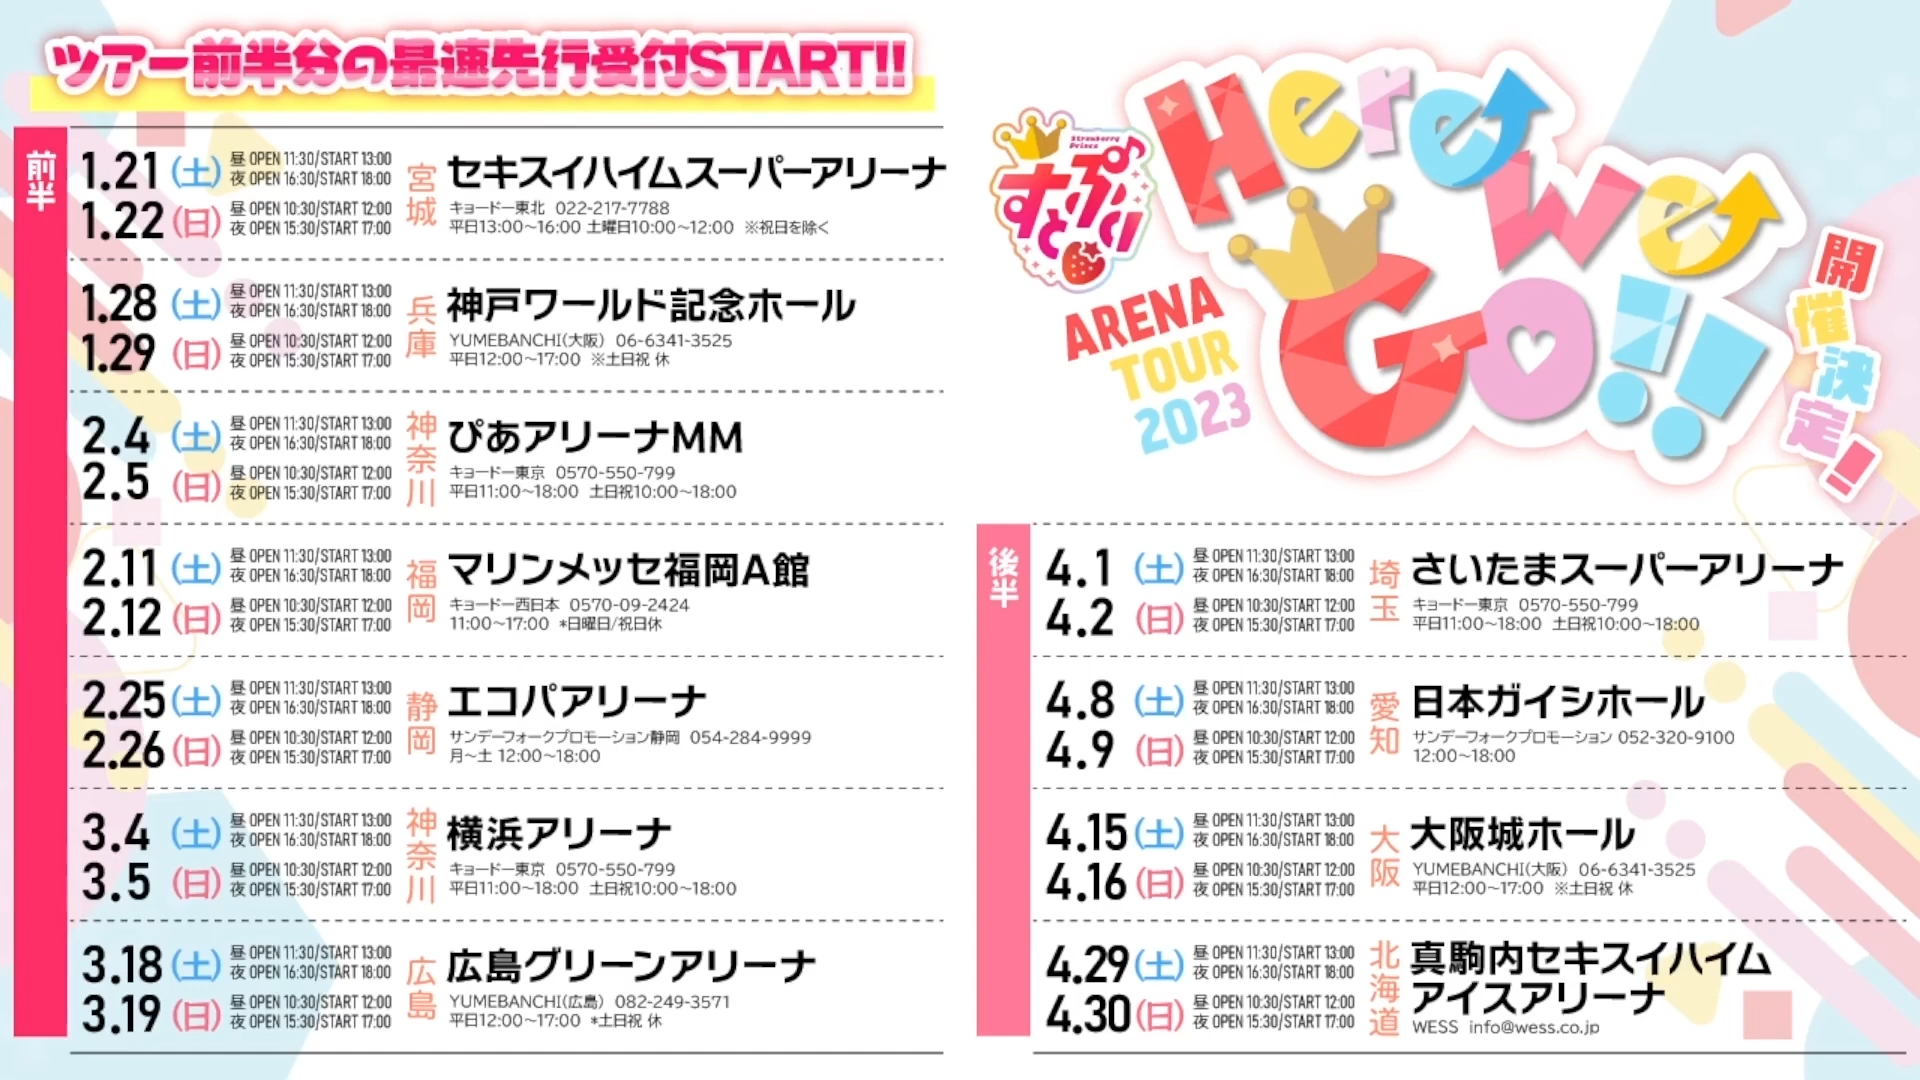 ツアー前半分の最速先行受付START!!
前半
1.21(土) 昼 OPEN 11:30/START 13:00
夜 OPEN 16:30/START 18:00
1.22(日) 昼 OPEN 10:30/START 12:00
夜 OPEN 15:30/START 17:00
宮城
セキスイハイムスーパーアリーナ
キョードー東北 022-217-7788
平日13:00〜16:00 土曜日10:00〜12:00 ※祝日を除く
1.28(土) 昼 OPEN 11:30/START 13:00
夜 OPEN 16:30/START 18:00
1.29(日) 昼 OPEN 10:30/START 12:00
夜 OPEN 15:30/START 17:00
兵庫
神戸ワールド記念ホール
YUMEBANCHI(大阪) 06-6341-3525
平日12:00〜17:00 ※土日祝 休
2.4(土) 昼 OPEN 11:30/START 13:00
夜 OPEN 16:30/START 18:00
2.5(日) 昼 OPEN 10:30/START 12:00
夜 OPEN 15:30/START 17:00
神奈川
ぴあアリーナMM
キョードー東京 0570-550-799
平日11:00〜18:00 土日祝10:00〜18:00
2.11(土) 昼 OPEN 11:30/START 13:00
夜 OPEN 16:30/START 18:00
2.12(日) 昼 OPEN 10:30/START 12:00
夜 OPEN 15:30/START 17:00
福岡
マリンメッセ福岡A館
キョードー西日本 0570-09-2424
11:00〜17:00 *日曜日/祝日休
2.25(土) 昼 OPEN 11:30/START 13:00
夜 OPEN 16:30/START 18:00
2.26(日) 昼 OPEN 10:30/START 12:00
夜 OPEN 15:30/START 17:00
静岡
エコパアリーナ
サンデーフォークプロモーション静岡 054-284-9999
月〜土 12:00〜18:00
3.4(土) 昼 OPEN 11:30/START 13:00
夜 OPEN 16:30/START 18:00
3.5(日) 昼 OPEN 10:30/START 12:00
夜 OPEN 15:30/START 17:00
神奈川
横浜アリーナ
キョードー東京 0570-550-799
平日11:00〜18:00 土日祝10:00〜18:00
3.18(土) 昼 OPEN 11:30/START 13:00
夜 OPEN 16:30/START 18:00
3.19(日) 昼 OPEN 10:30/START 12:00
夜 OPEN 15:30/START 17:00
広島
広島グリーンアリーナ
YUMEBANCHI(広島) 082-249-3571
平日12:00〜17:00 *土日祝 休
Strawberry
Prince
すとぷり
ARENA
TOUR
2023
Here We
Go!!
開催決定!
後半
4.1(土) 昼 OPEN 11:30/START 13:00
夜 OPEN 16:30/START 18:00
4.2(日) 昼 OPEN 10:30/START 12:00
夜 OPEN 15:30/START 17:00
埼玉
さいたまスーパーアリーナ
キョードー東京 0570-550-799
平日11:00〜18:00 土日祝10:00〜18:00
4.8(土) 昼 OPEN 11:30/START 13:00
夜 OPEN 16:30/START 18:00
4.9(日) 昼 OPEN 10:30/START 12:00
夜 OPEN 15:30/START 17:00
愛知
日本ガイシホール
サンデーフォークプロモーション 052-320-9100
12:00〜18:00
4.15(土) 昼 OPEN 11:30/START 13:00
夜 OPEN 16:30/START 18:00
4.16(日) 昼 OPEN 10:30/START 12:00
夜 OPEN 15:30/START 17:00
大阪
大阪城ホール
YUMEBANCHI(大阪) 06-6341-3525
平日12:00〜17:00 ※土日祝 休
4.29(土) 昼 OPEN 11:30/START 13:00
夜 OPEN 16:30/START 18:00
4.30(日) 昼 OPEN 10:30/START 12:00
夜 OPEN 15:30/START 17:00
北海道
真駒内セキスイハイム
アイスアリーナ
WESS info@wess.co.jp